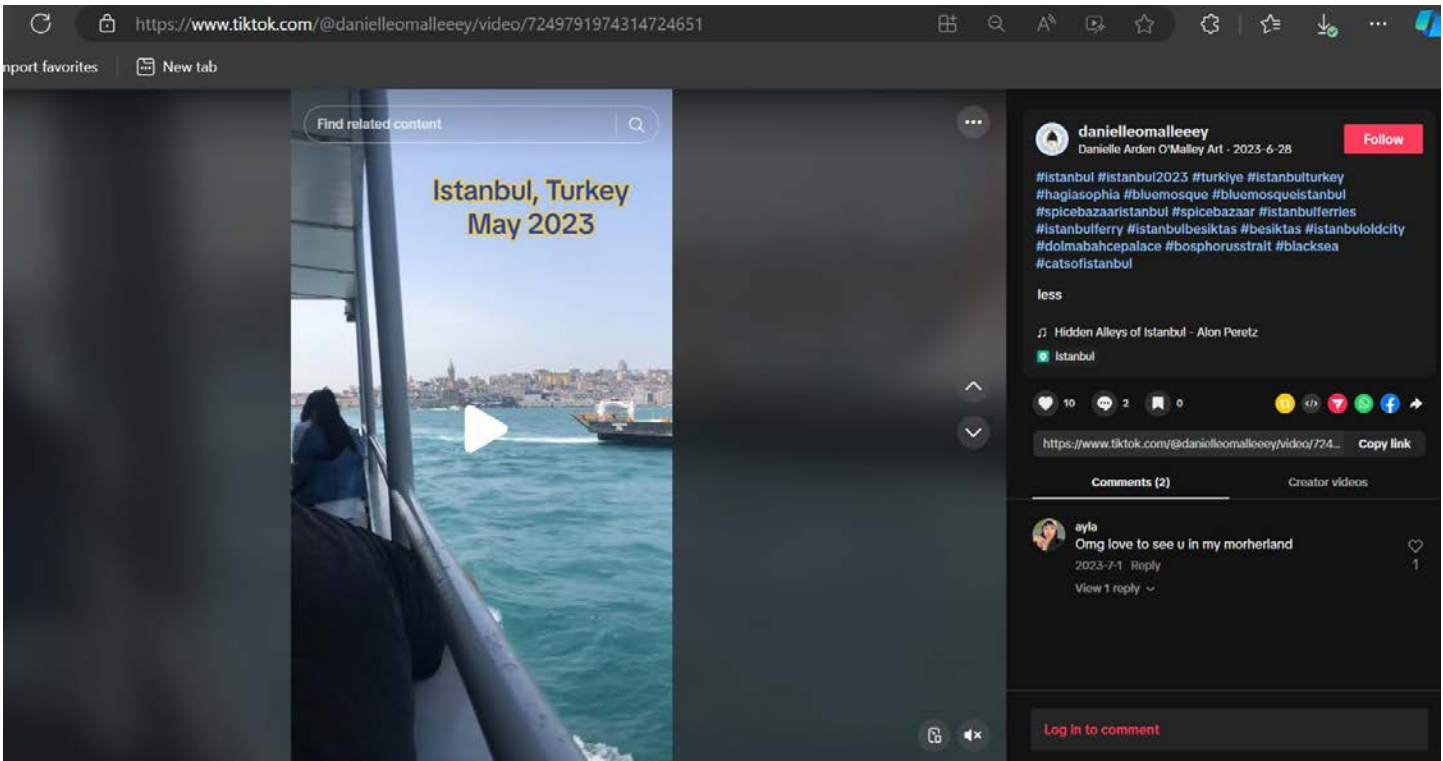 https://www.tiktok.com/@danielleomalleeey/video/7249791974314724651
mport favorites
New tab
Find related content
Istanbul, Turkey
May 2023
danielleomalleeey
Danielle Arden O'Malley Art · 2023-6-28
Follow
#istanbul #istanbul2023 #turkiye #istanbulturkey
#hagiasophia #bluemosque #bluemosqueistanbul
#spicebazaaristanbul #spicebazaar #istanbulferries
#istanbulferry #istanbulbesiktas #besiktas #istanbuloldcity
#dolmabahcepalace #bosphorusstrait #blacksea
#catsofistanbul
less
Hidden Alleys of Istanbul - Alon Peretz
Istanbul
10 2 0
https://www.tiktok.com/@danielleomalleeey/video/724... Copy link
Comments (2) Creator videos
ayla
Omg love to see u in my morherland
2023-7-1 Reply
1
View 1 reply
Log in to comment